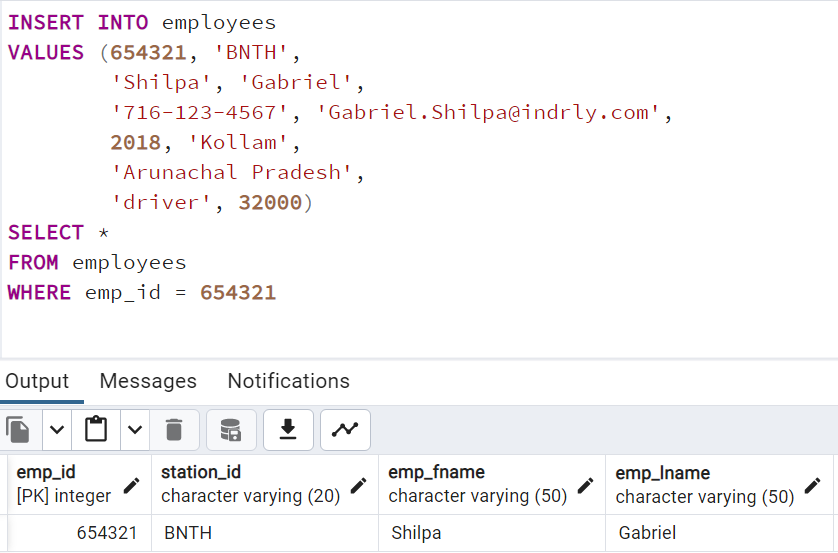 INSERT INTO employees
VALUES (654321, 'BNTH',
'Shilpa', 'Gabriel',
'716-123-4567', 'Gabriel.Shilpa@indrly.com',
2018, 'Kollam',
'Arunachal Pradesh',
'driver', 32000)
SELECT *
FROM employees
WHERE emp_id = 654321
Output Messages Notifications
emp_id station_id emp_fname emp_lname
[PK] integer character varying (20) character varying (50) character varying (50)
654321 BNTH Shilpa Gabriel